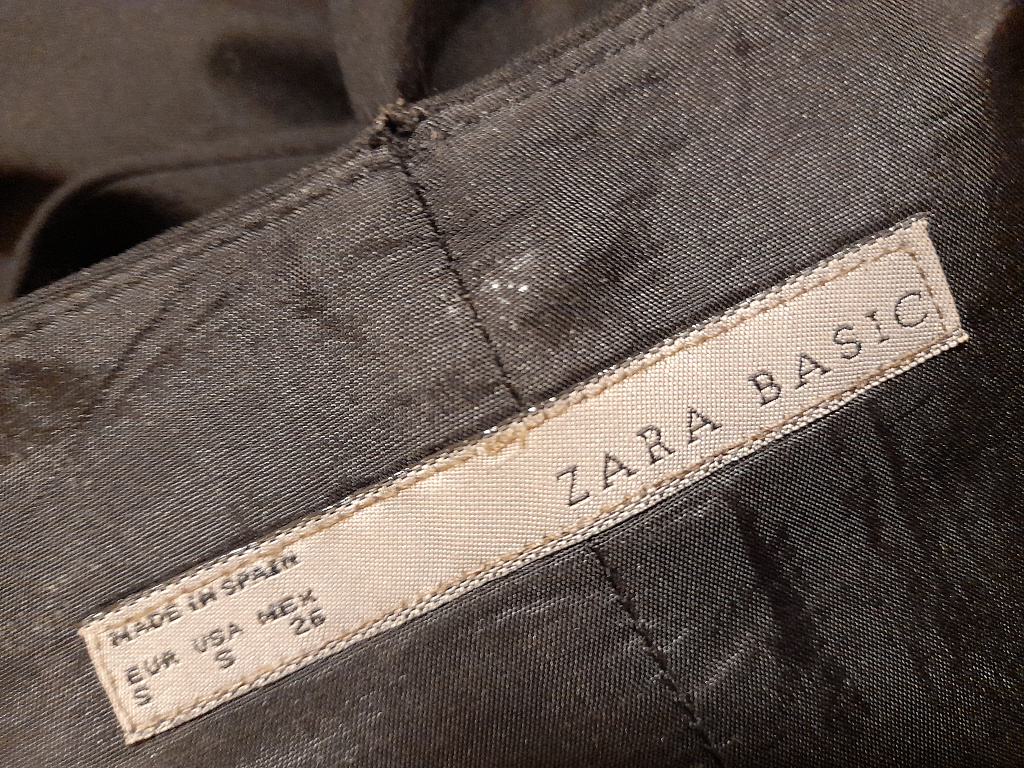 ZARA BASIC
MADE IN SPAIN
EUR USA MEX
S S 26